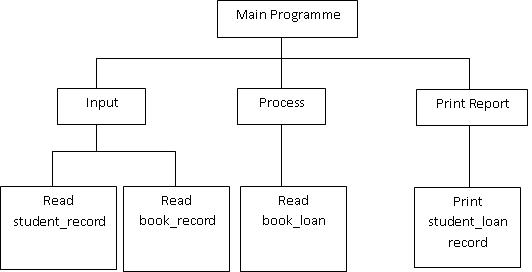 Main Programme
Input
Process
Print Report
Read
student_record
Read
book_record
Read
book_loan
Print
student_loan
record